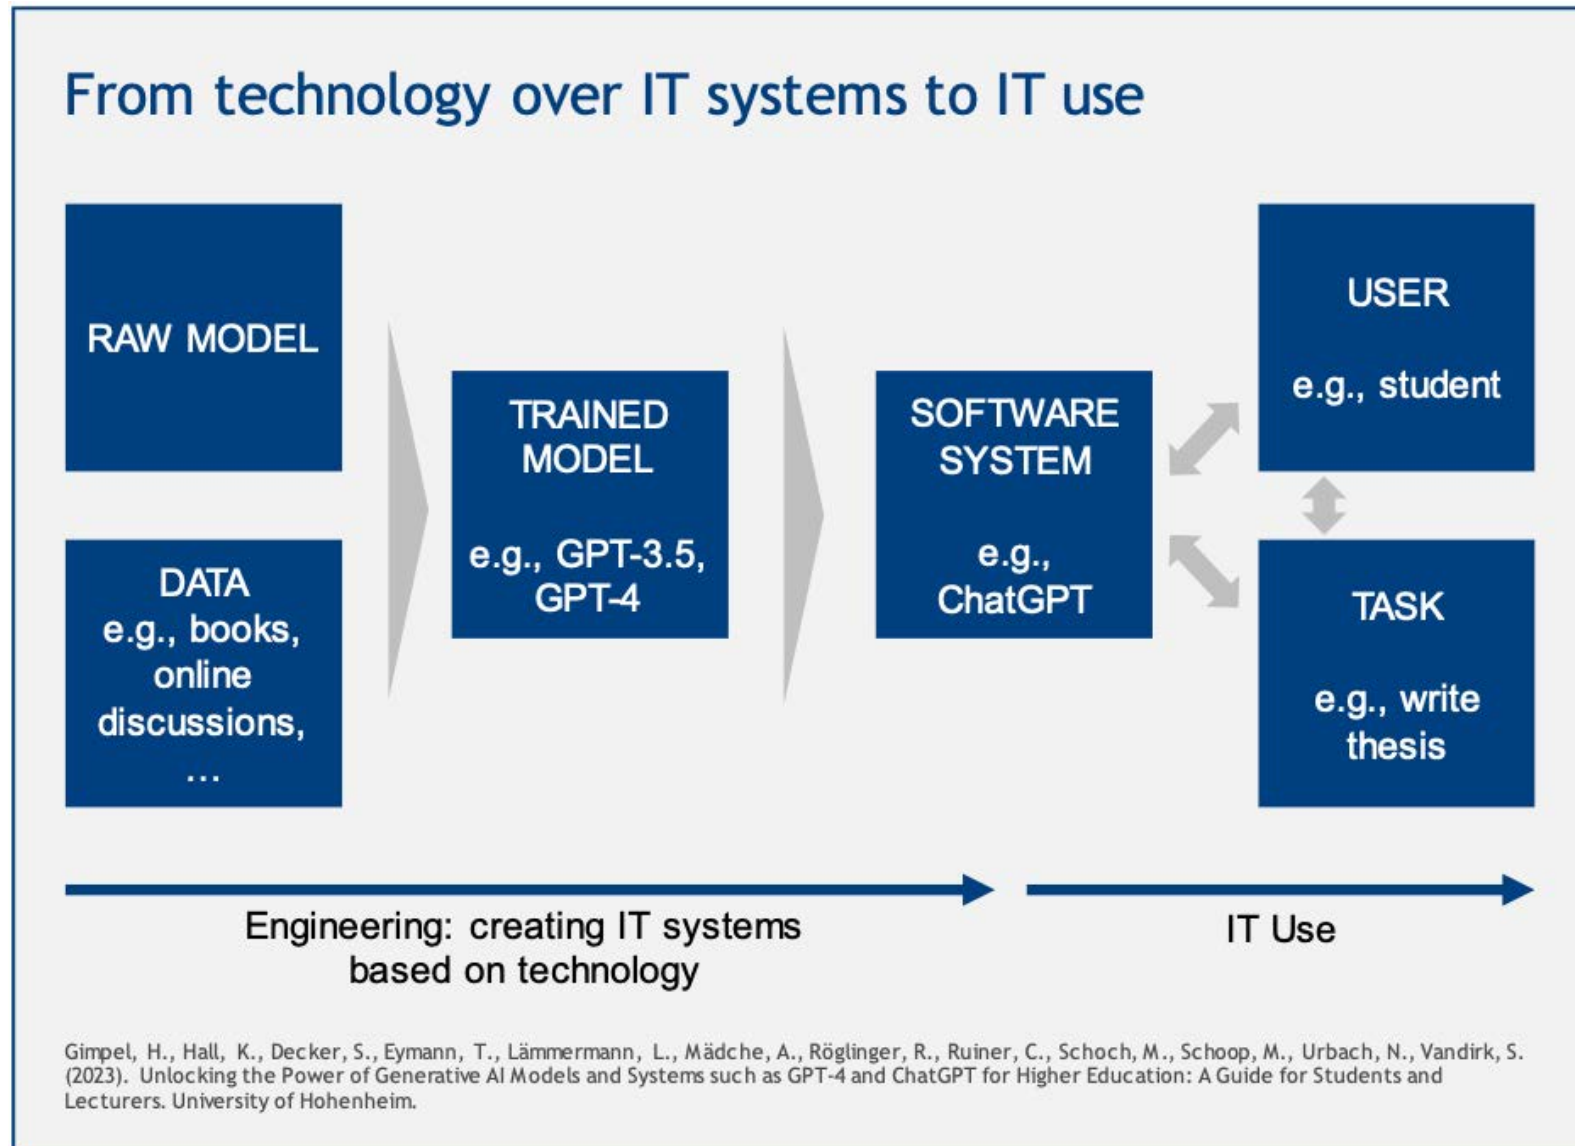 From technology over IT systems to IT use
RAW MODEL
DATA
e.g., books,
online
discussions,
…
TRAINED
MODEL
e.g., GPT-3.5,
GPT-4
SOFTWARE
SYSTEM
e.g.,
ChatGPT
USER
e.g., student
TASK
e.g., write
thesis
Engineering: creating IT systems
based on technology
IT Use
Gimpel, H., Hall, K., Decker, S., Eymann, T., Lämmermann, L., Mädche, A., Röglinger, R., Ruiner, C., Schoch, M., Schoop, M., Urbach, N., Vandirk, S.
(2023). Unlocking the Power of Generative AI Models and Systems such as GPT-4 and ChatGPT for Higher Education: A Guide for Students and
Lecturers. University of Hohenheim.